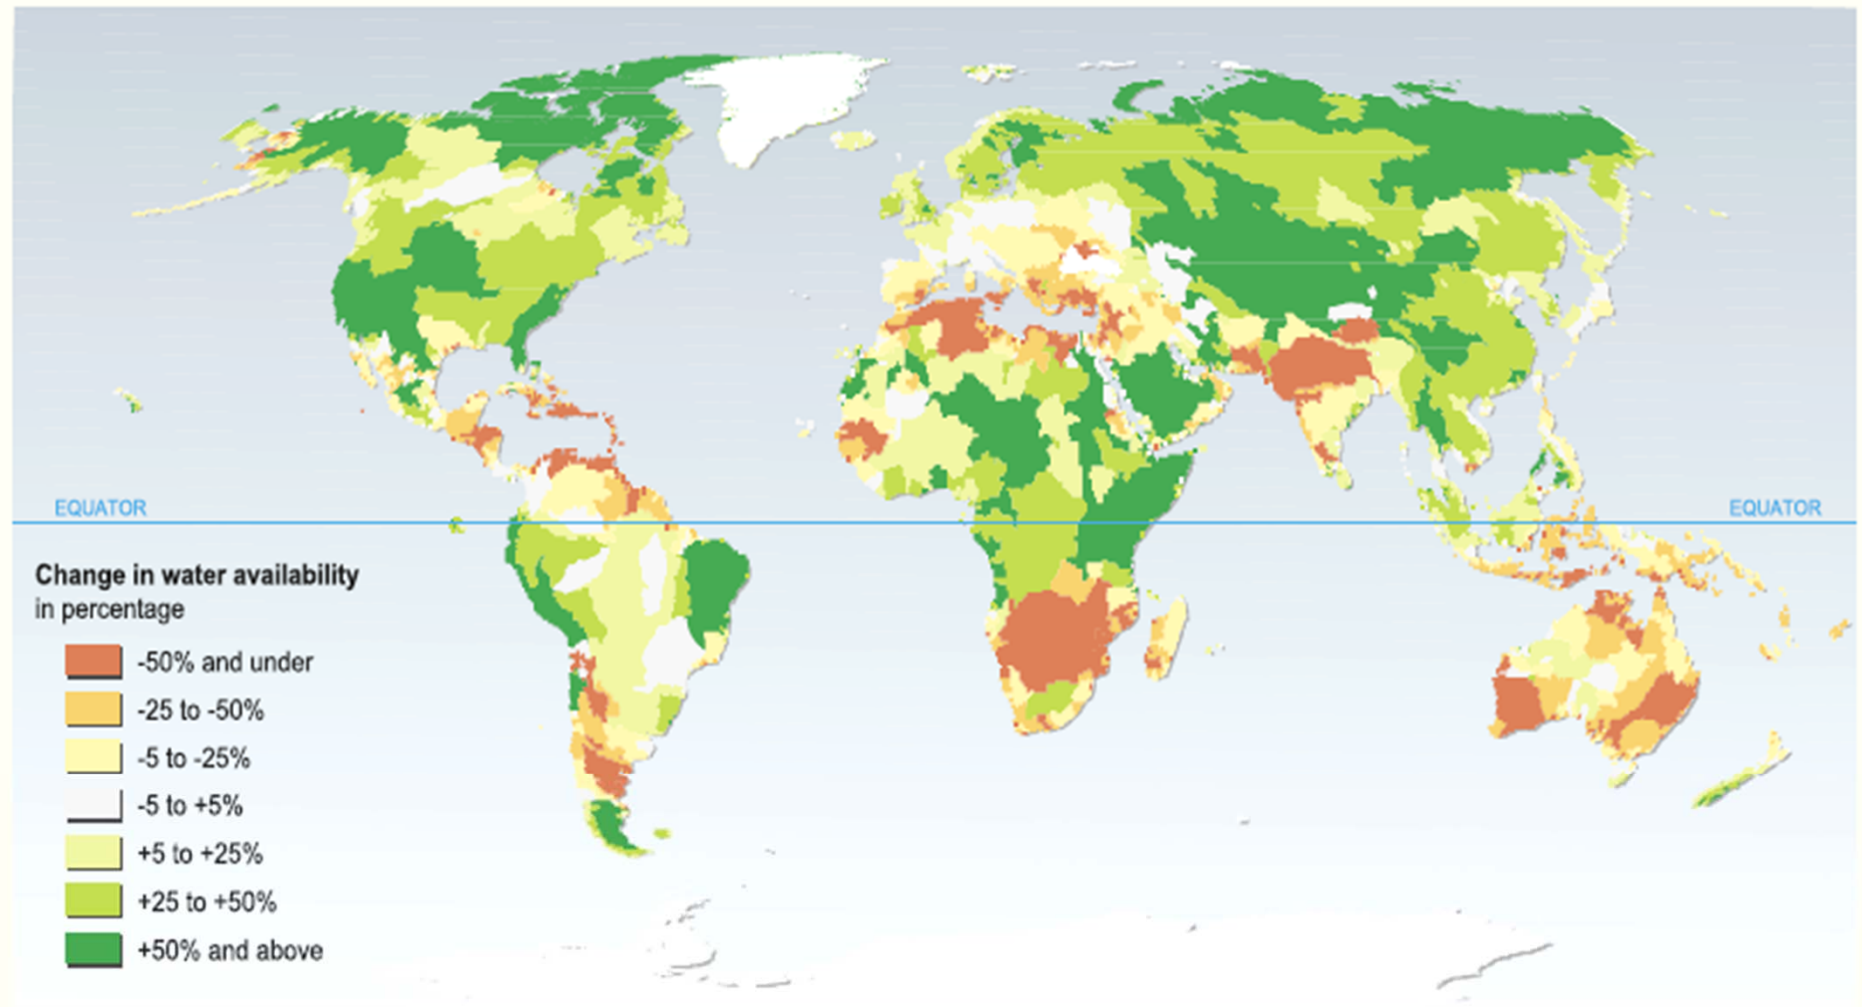 EQUATOR
EQUATOR
Change in water availability
in percentage
-50% and under
-25 to -50%
-5 to -25%
-5 to +5%
+5 to +25%
+25 to +50%
+50% and above